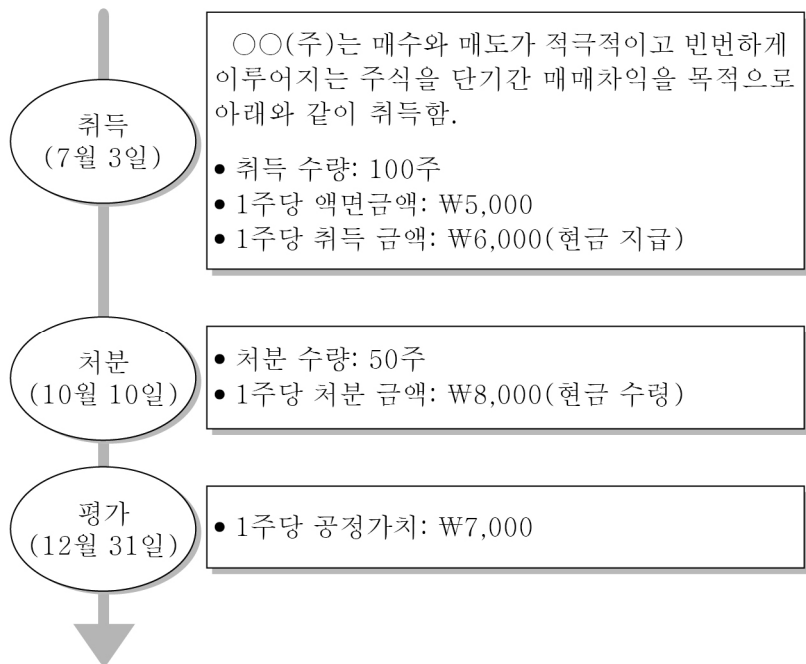 ○○(주)는 매수와 매도가 적극적이고 빈번하게
이루어지는 주식을 단기간 매매차익을 목적으로
아래와 같이 취득함.
취득
(7월 3일)
• 취득 수량: 100주
• 1주당 액면금액: ₩5,000
• 1주당 취득 금액: ₩6,000(현금 지급)
처분
(10월 10일)
• 처분 수량: 50주
• 1주당 처분 금액: ₩8,000(현금 수령)
평가
(12월 31일)
• 1주당 공정가치: ₩7,000